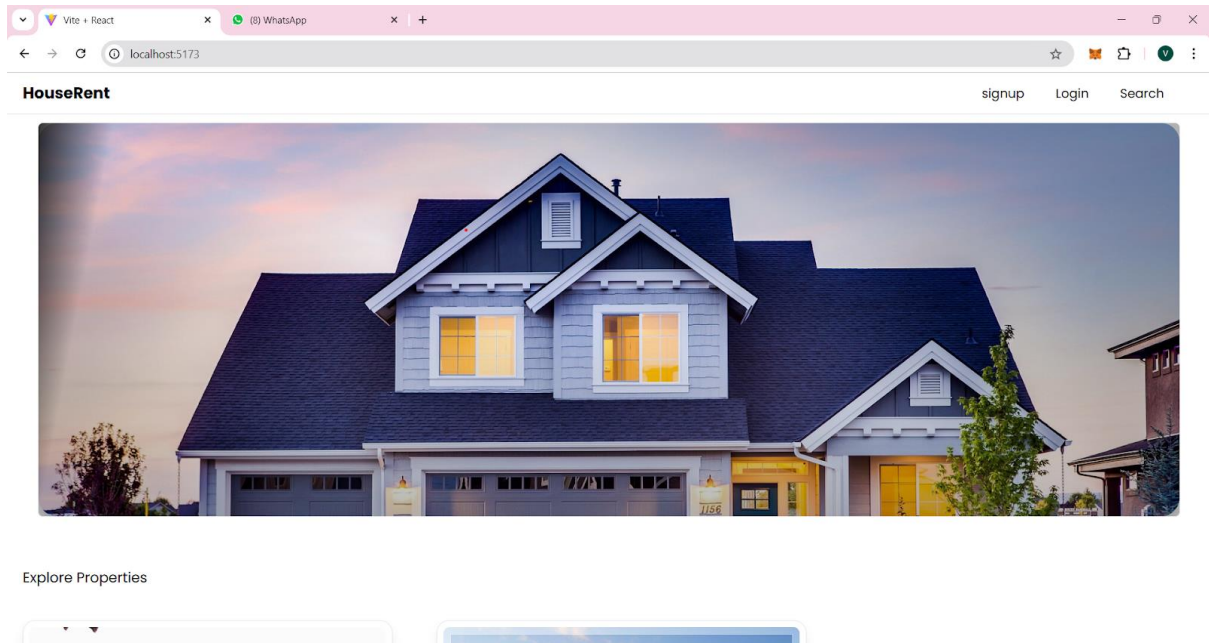 Vite + React
(8) WhatsApp
localhost:5173
V
HouseRent
signup Login Search
1156
Explore Properties